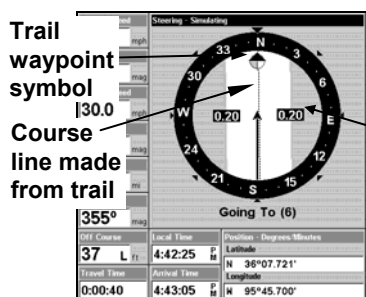 Steering - Simulating
Trail
waypoint
symbol
mph
mag
30.0
mph
N
33
3
30
6
W
E
24
12
21
S
15
0.20
0.20
Course
line made
from trail
mag
mi
Going To (6)
355°
mag
Off Course
37 L ft
Local Time
4:42:25 PM
Position - Degrees/Minutes
Latitude
N 36°07.721'
Longitude
W 95°45.700'
Travel Time
0:00:40
Arrival Time
4:43:05 PM